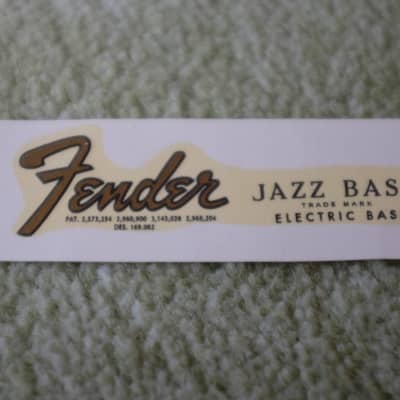 Fender
PAT. 2,573,254 2,960,900 3,143,028 2,960,204
DES. 169,062
JAZZ BAS
TRADE MARK
ELECTRIC BAS